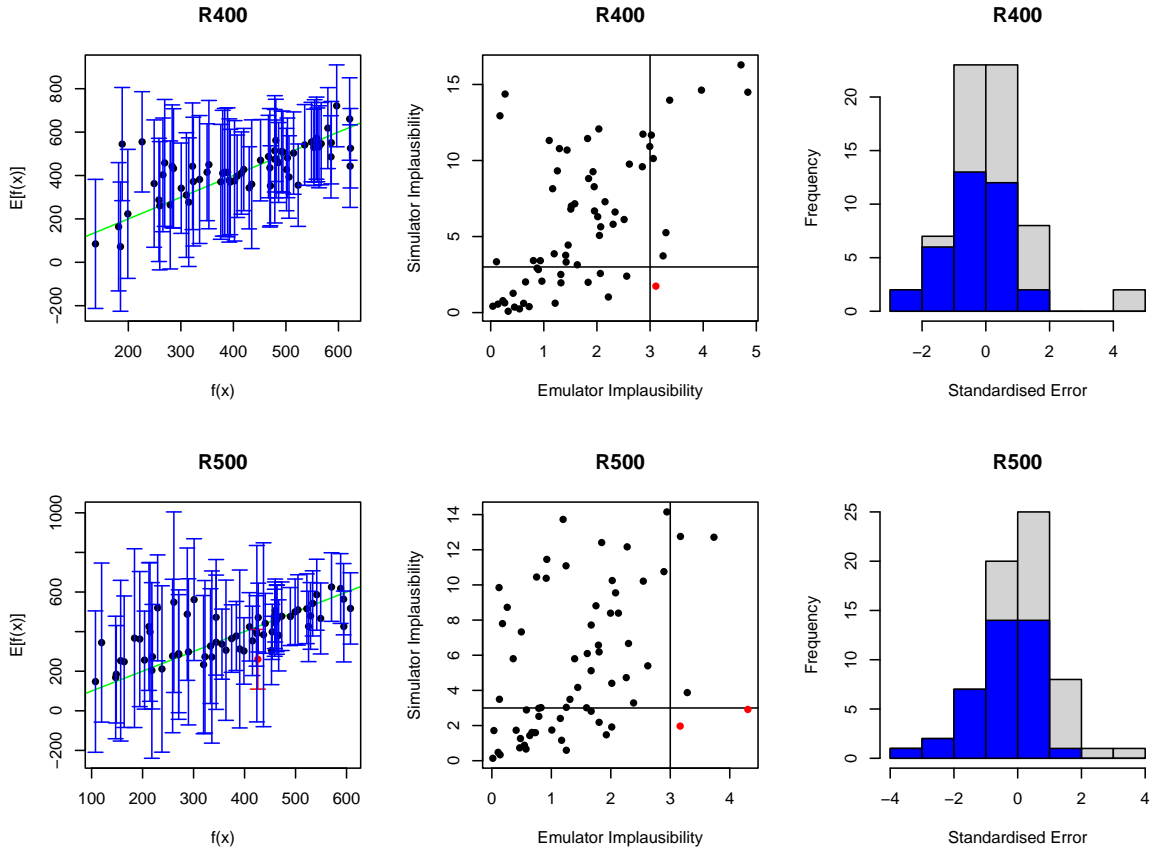 R400 R400 R400
E[f(x)]
−200 0 200 400 600 800
200 300 400 500 600
f(x)
Simulator Implausibility
0 5 10 15
0 1 2 3 4 5
Emulator Implausibility
Frequency
0 5 10 15 20
−2 0 2 4
Standardised Error
R500 R500 R500
E[f(x)]
−200 0 200 600 1000
100 200 300 400 500 600
f(x)
Simulator Implausibility
0 2 4 6 8 10 12 14
0 1 2 3 4
Emulator Implausibility
Frequency
0 5 10 15 20 25
−4 −2 0 2 4
Standardised Error